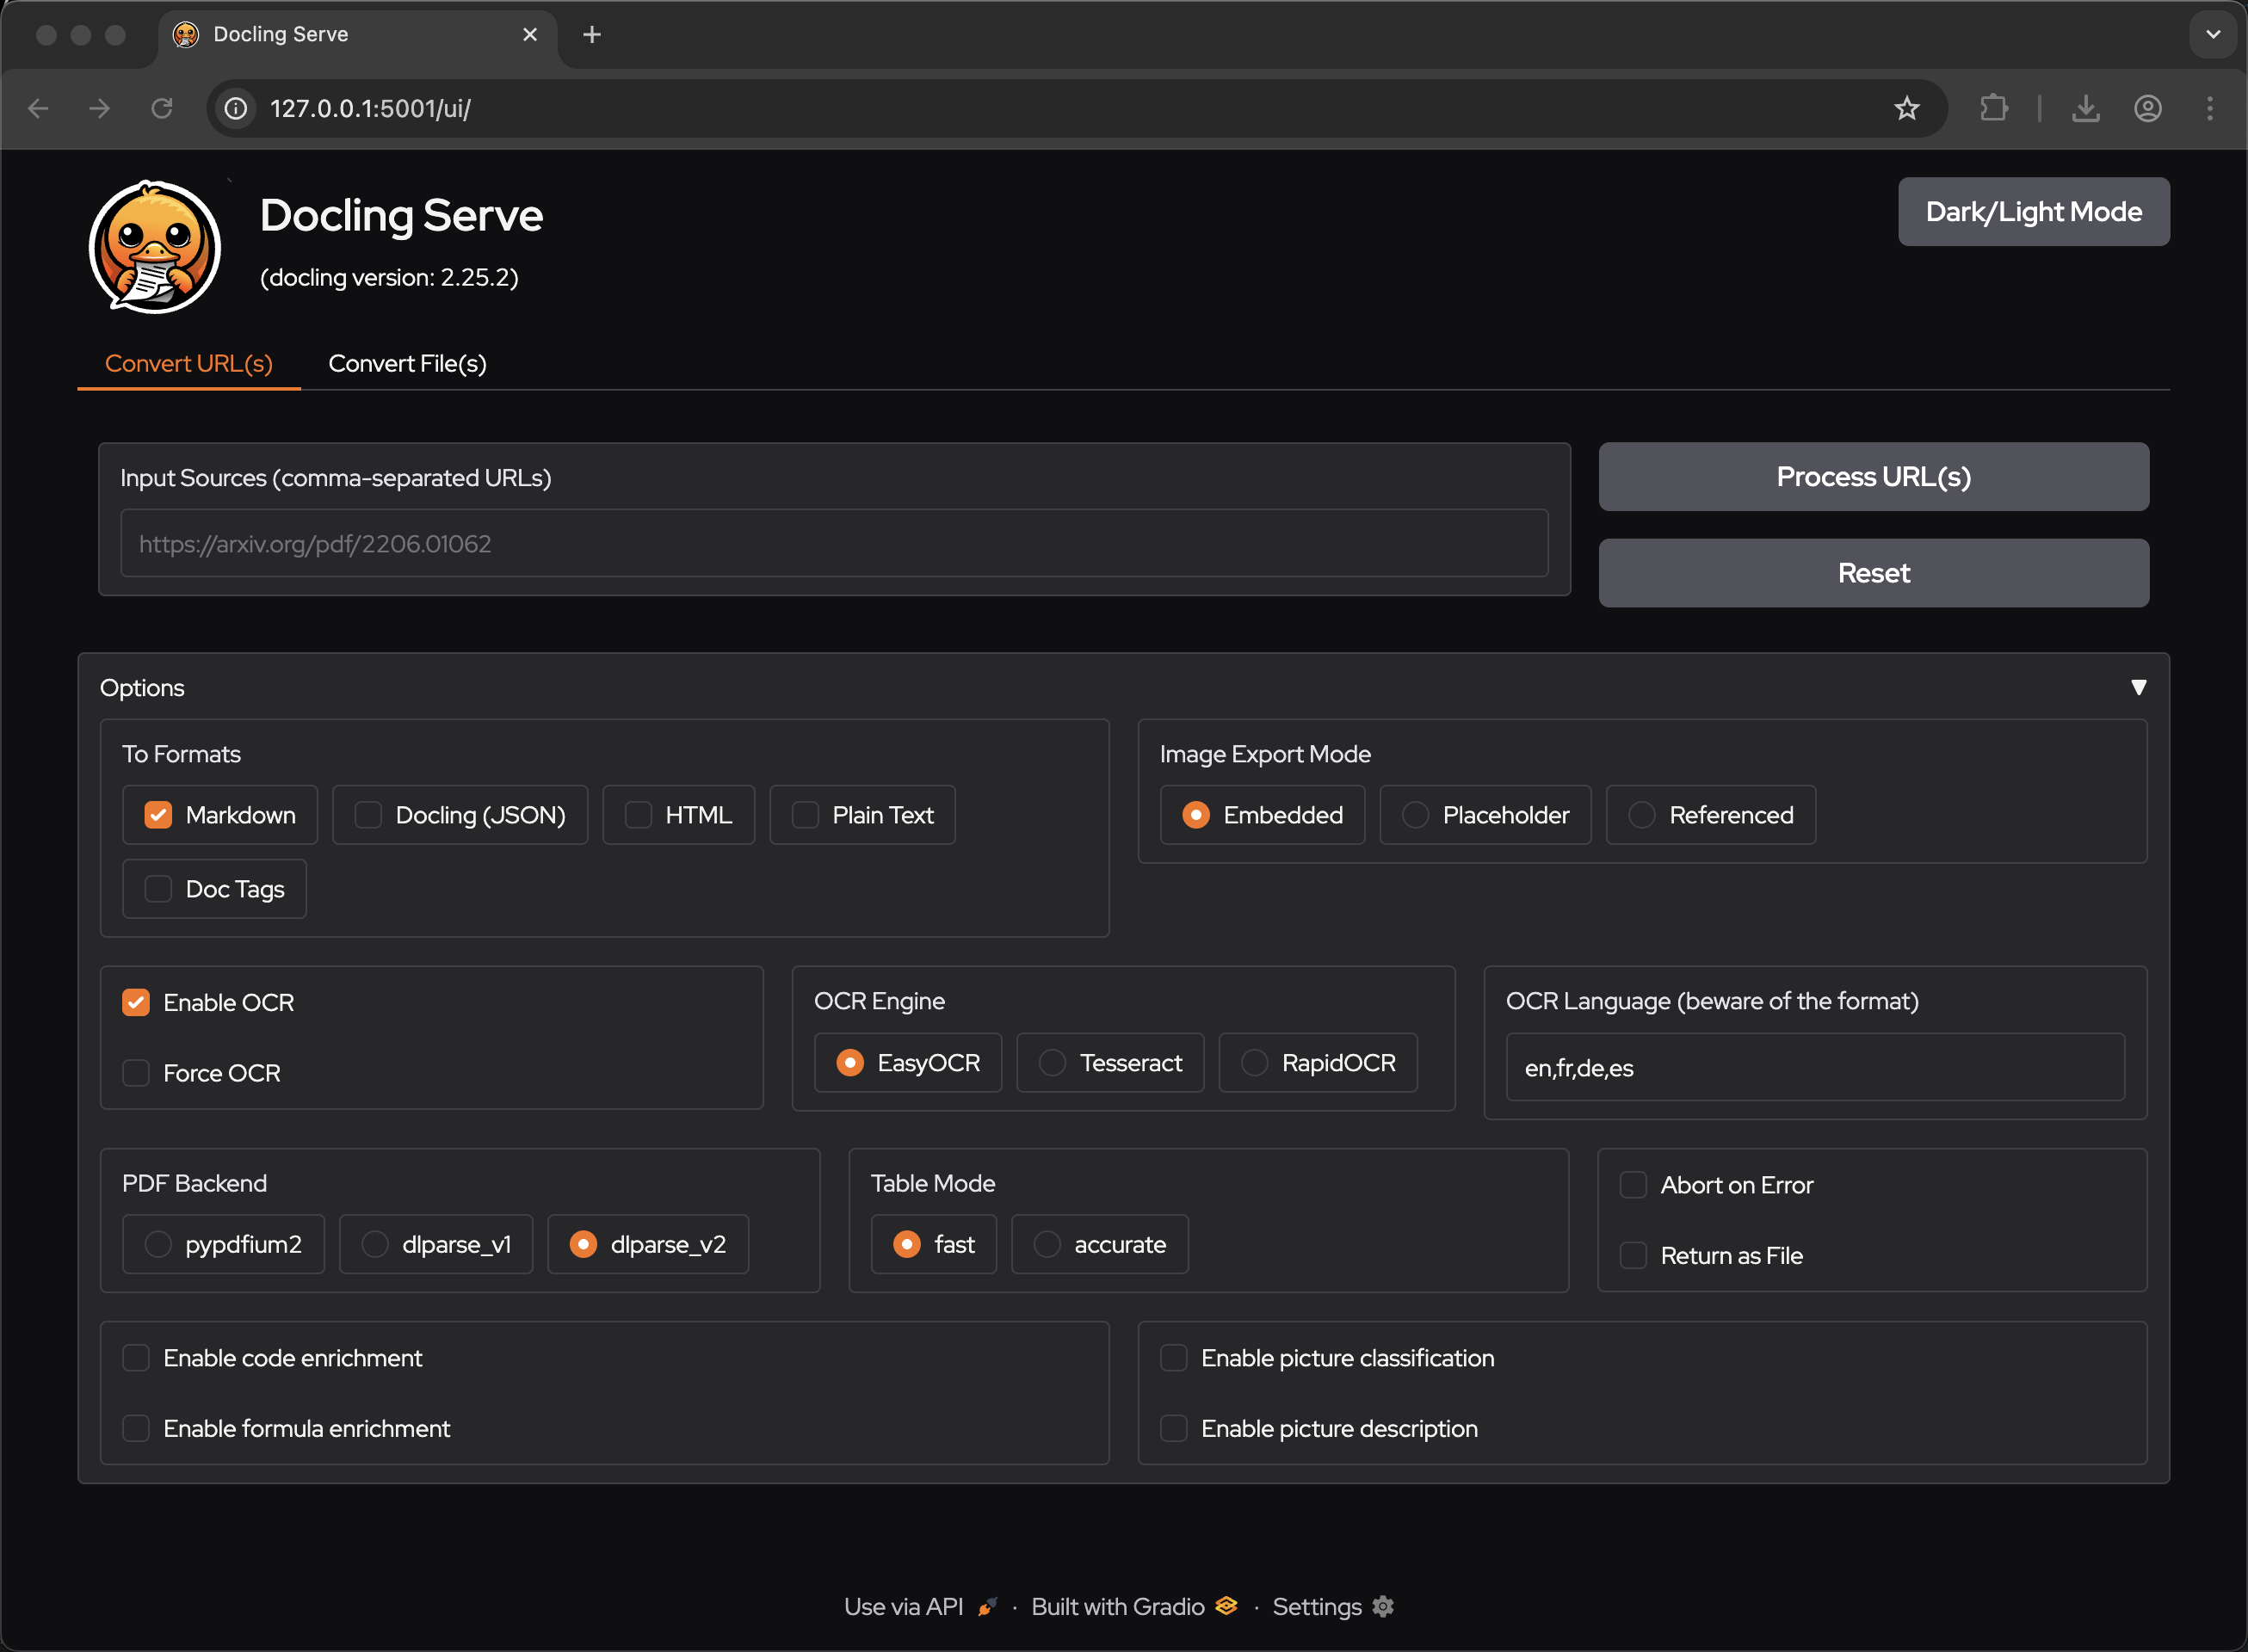 Docling Serve
127.0.0.1:5001/ui/
Docling Serve
Dark/Light Mode
(docling version: 2.25.2)
Convert URL(s) Convert File(s)
Input Sources (comma-separated URLs)
https://arxiv.org/pdf/2206.01062
Process URL(s)
Reset
Options
To Formats
Markdown Docling (JSON) HTML Plain Text
Doc Tags
Image Export Mode
Embedded Placeholder Referenced
Enable OCR
Force OCR
OCR Engine
EasyOCR Tesseract RapidOCR
OCR Language (beware of the format)
en,fr,de,es
PDF Backend
pypdfium2 dlparse_v1 dlparse_v2
Table Mode
fast accurate
Abort on Error
Return as File
Enable code enrichment
Enable formula enrichment
Enable picture classification
Enable picture description
Use via API · Built with Gradio · Settings